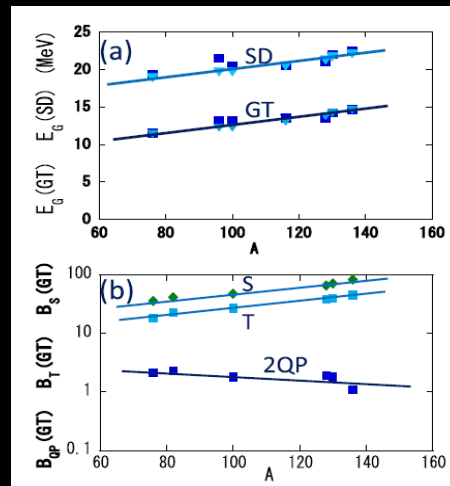 (a)
E_G(GT) E_G(SD) (MeV)
25
20
15
10
5
0
SD
GT
60 80 100 120 140 160
A
(b)
B_QP(GT) B_T(GT) B_S(GT)
100
10
1
0.1
S
T
2QP
60 80 100 120 140 160
A